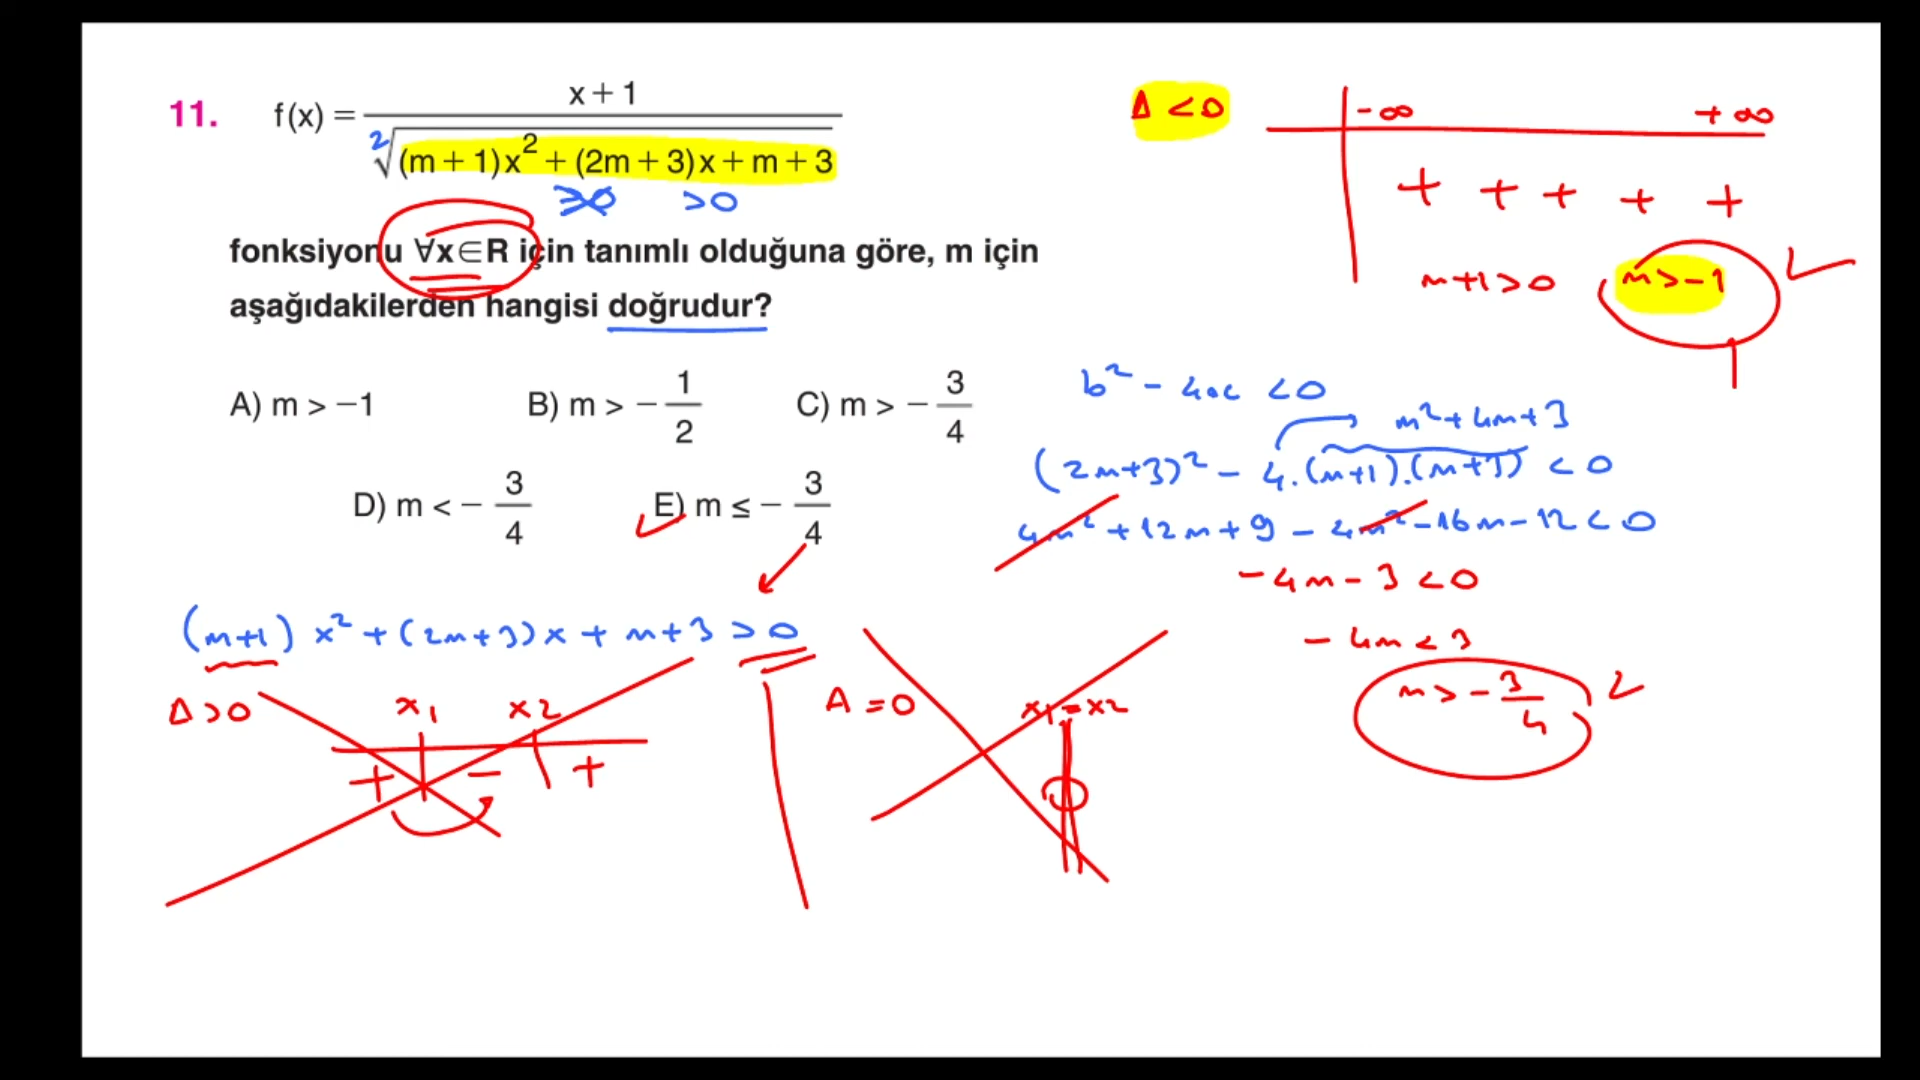 11. f(x) = x+1 / ²√(m+1)x² + (2m+3)x + m+3
≥0 >0
fonksiyonu ∀x∈R için tanımlı olduğuna göre, m için
aşağıdakilerden hangisi doğrudur?
A) m > −1 B) m > −1/2 C) m > −3/4
D) m < −3/4 E) m ≤ −3/4
(m+1) x² + (2m+3)x + m+3 > 0
Δ>0 x1 x2
+ − +
Δ = 0 x1 = x2
Δ < 0
-∞ +∞
+ + + + +
m+1>0 m>-1
b² - 4ac < 0
m²+4m+3
(2m+3)² - 4.(m+1).(m+3) < 0
4m² + 12m + 9 - 4m² - 16m - 12 < 0
-4m - 3 < 0
-4m < 3
m > -3/4